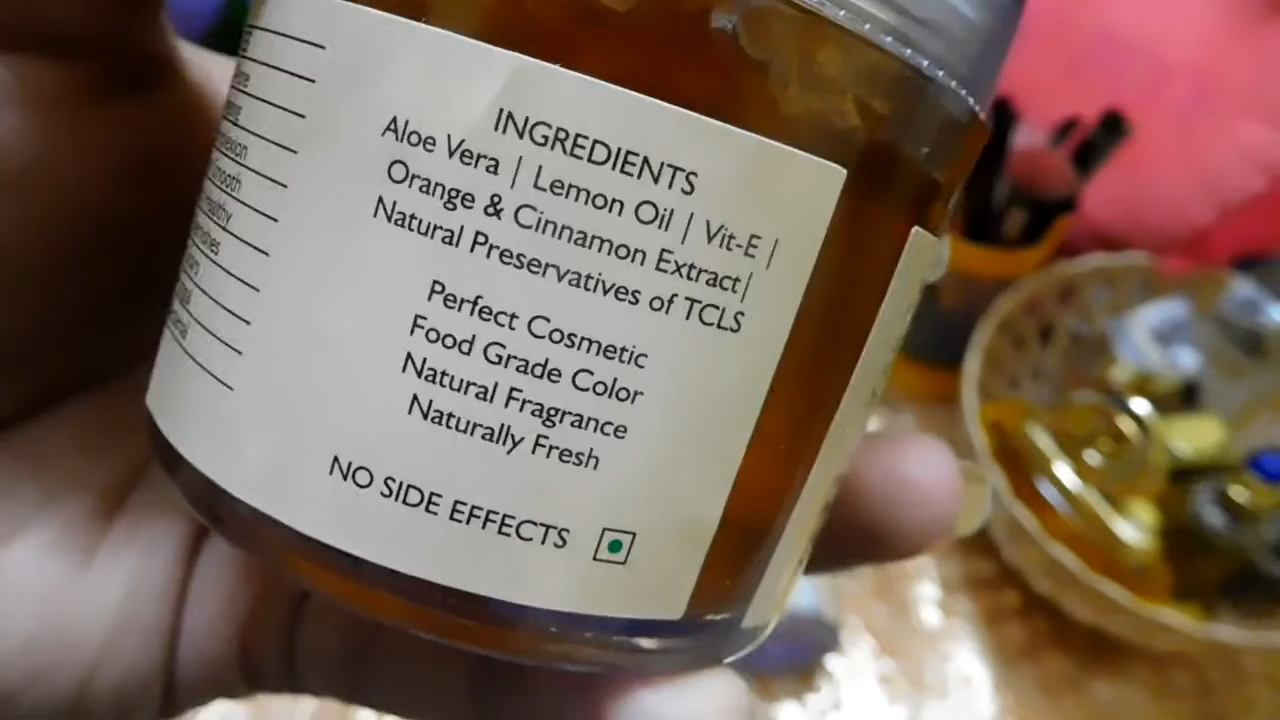 INGREDIENTS
Aloe Vera | Lemon Oil | Vit-E |
Orange & Cinnamon Extract|
Natural Preservatives of TCLS
Perfect Cosmetic
Food Grade Color
Natural Fragrance
Naturally Fresh
NO SIDE EFFECTS